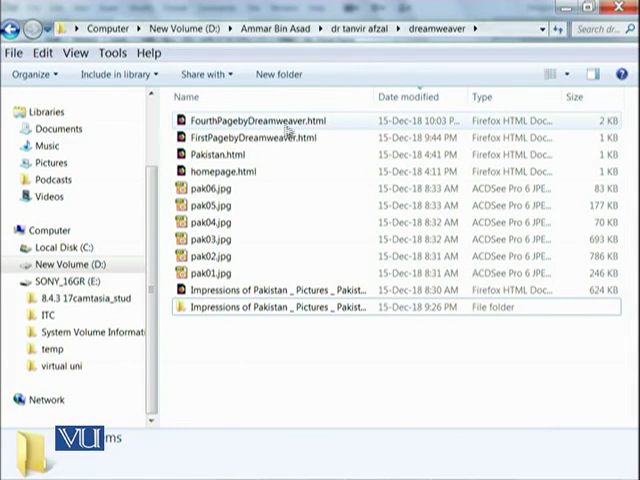 Computer ▸ New Volume (D:) ▸ Ammar Bin Asad ▸ dr tanvir afzal ▸ dreamweaver ▸
Search dr...
File Edit View Tools Help
Organize Include in library Share with New folder
Name Date modified Type Size
Libraries
Documents
Music
Pictures
Podcasts
Videos
Computer
Local Disk (C:)
New Volume (D:)
SONY_16GR (E:)
8.4.3 17camtasia_stud
ITC
System Volume Informat
temp
virtual uni
Network
FourthPagebyDreamweaver.html 15-Dec-18 10:03 P... Firefox HTML Doc... 2 KB
FirstPagebyDreamweaver.html 15-Dec-18 9:44 PM Firefox HTML Doc... 1 KB
Pakistan.html 15-Dec-18 4:41 PM Firefox HTML Doc... 1 KB
homepage.html 15-Dec-18 4:11 PM Firefox HTML Doc... 1 KB
pak06.jpg 15-Dec-18 8:33 AM ACDSee Pro 6 JPE... 83 KB
pak05.jpg 15-Dec-18 8:33 AM ACDSee Pro 6 JPE... 177 KB
pak04.jpg 15-Dec-18 8:32 AM ACDSee Pro 6 JPE... 70 KB
pak03.jpg 15-Dec-18 8:32 AM ACDSee Pro 6 JPE... 693 KB
pak02.jpg 15-Dec-18 8:31 AM ACDSee Pro 6 JPE... 786 KB
pak01.jpg 15-Dec-18 8:31 AM ACDSee Pro 6 JPE... 246 KB
Impressions of Pakistan _ Pictures _ Pakist... 15-Dec-18 8:30 AM Firefox HTML Doc... 624 KB
Impressions of Pakistan _ Pictures _ Pakist... 15-Dec-18 9:26 PM File folder
VU ms